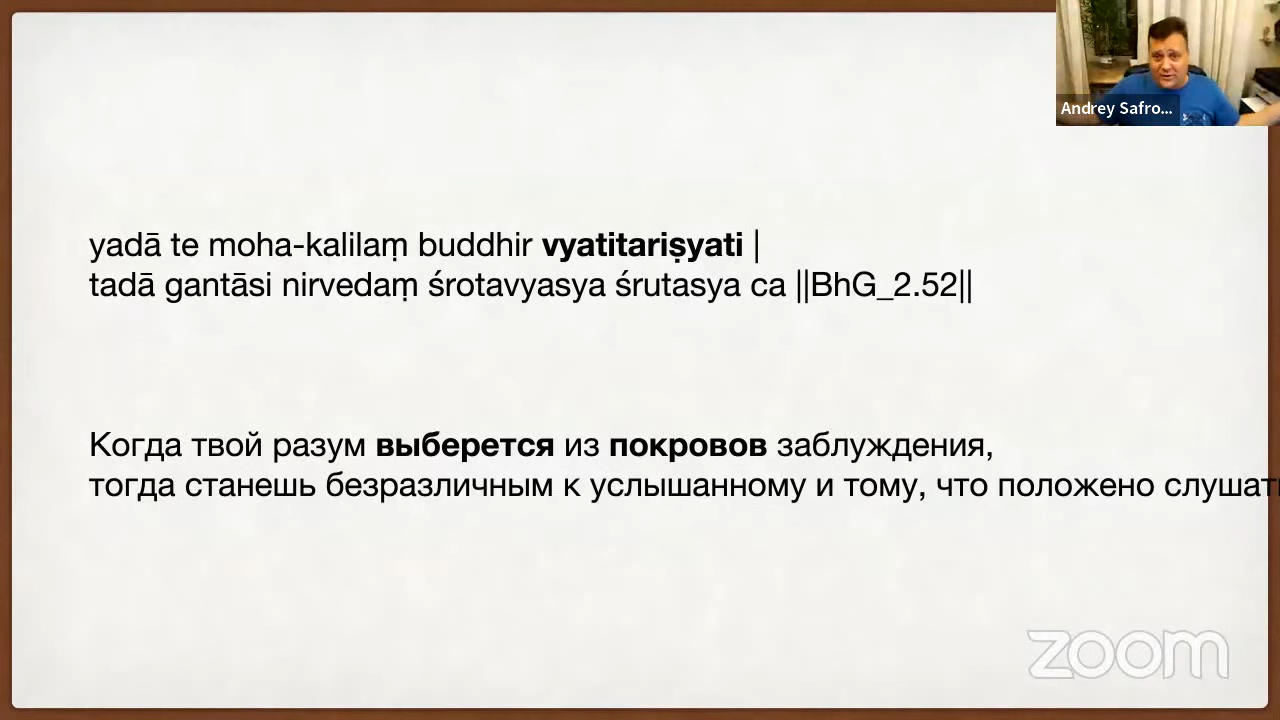 Andrey Safro...
yadā te moha-kalilaṃ buddhir vyatitariṣyati |
tadā gantāsi nirvedaṃ śrotavyasya śrutasya ca ||BhG_2.52||
Когда твой разум выберется из покровов заблуждения,
тогда станешь безразличным к услышанному и тому, что положено слушат
zoom